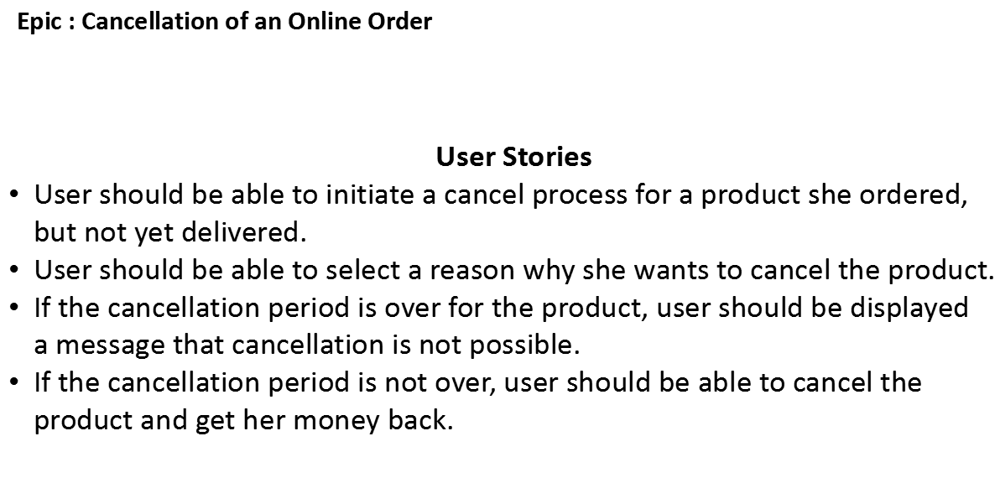 Epic : Cancellation of an Online Order
User Stories
• User should be able to initiate a cancel process for a product she ordered,
but not yet delivered.
• User should be able to select a reason why she wants to cancel the product.
• If the cancellation period is over for the product, user should be displayed
a message that cancellation is not possible.
• If the cancellation period is not over, user should be able to cancel the
product and get her money back.